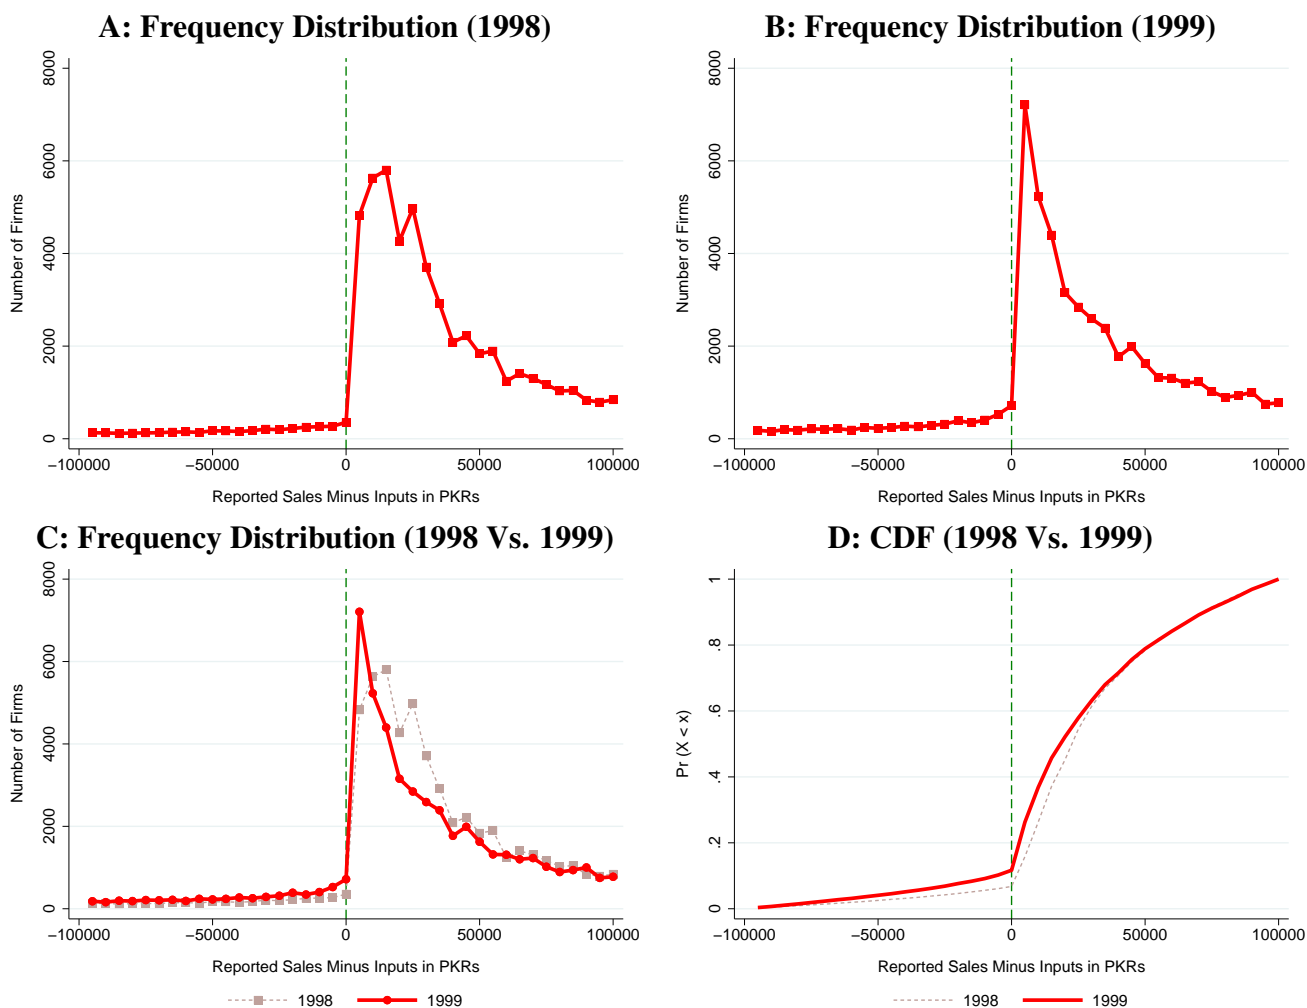 A: Frequency Distribution (1998)
8000
6000
4000
2000
0
Number of Firms
−100000 −50000 0 50000 100000
Reported Sales Minus Inputs in PKRs
B: Frequency Distribution (1999)
8000
6000
4000
2000
0
Number of Firms
−100000 −50000 0 50000 100000
Reported Sales Minus Inputs in PKRs
C: Frequency Distribution (1998 Vs. 1999)
8000
6000
4000
2000
0
Number of Firms
−100000 −50000 0 50000 100000
Reported Sales Minus Inputs in PKRs
1998 1999
D: CDF (1998 Vs. 1999)
1
.8
.6
.4
.2
0
Pr (X < x)
−100000 −50000 0 50000 100000
Reported Sales Minus Inputs in PKRs
1998 1999